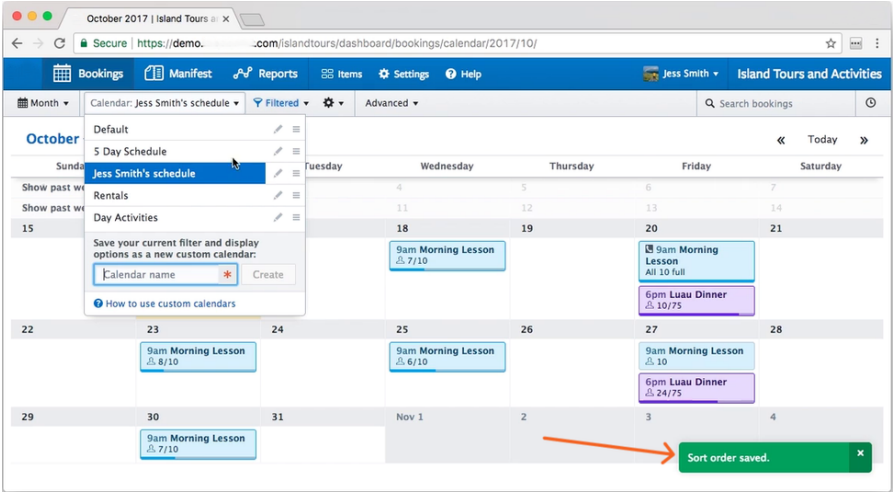 October 2017 | Island Tours a
Secure | https://demo. .com/islandtours/dashboard/bookings/calendar/2017/10/
Bookings Manifest Reports Items Settings Help Jess Smith Island Tours and Activities
Month Calendar: Jess Smith's schedule Filtered Advanced Search bookings
Default
5 Day Schedule
Jess Smith's schedule
Rentals
Day Activities
Save your current filter and display
options as a new custom calendar:
Calendar name * Create
How to use custom calendars
October Today
Sunda Tuesday Wednesday Thursday Friday Saturday
Show past we 4 5 6 7
Show past we 11 12 13 14
15 18 19 20 21
9am Morning Lesson
7/10
9am Morning
Lesson
All 10 full
6pm Luau Dinner
10/75
22 23 24 25 26 27 28
9am Morning Lesson
8/10
9am Morning Lesson
6/10
9am Morning Lesson
10
6pm Luau Dinner
24/75
29 30 31 Nov 1 2 3 4
9am Morning Lesson
7/10
Sort order saved. ×